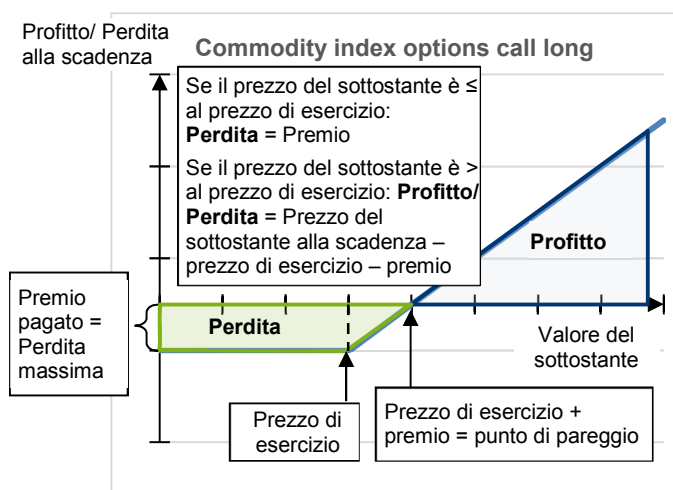 Profitto/ Perdita
alla scadenza
Commodity index options call long
Se il prezzo del sottostante è ≤
al prezzo di esercizio:
Perdita = Premio
Se il prezzo del sottostante è >
al prezzo di esercizio: Profitto/
Perdita = Prezzo del
sottostante alla scadenza –
prezzo di esercizio – premio
Profitto
Premio
pagato =
Perdita
massima
Perdita
Valore del
sottostante
Prezzo di
esercizio
Prezzo di esercizio +
premio = punto di pareggio